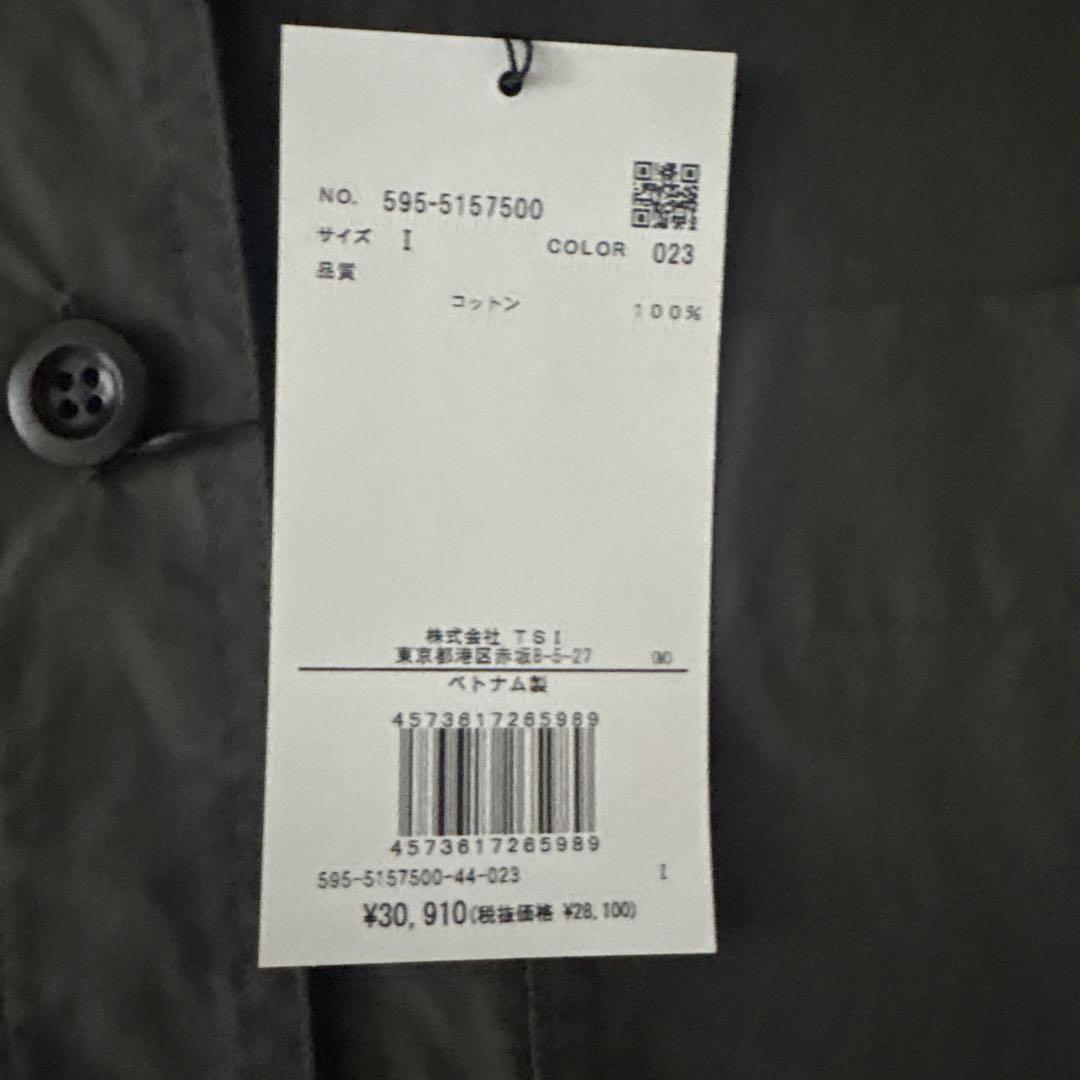 NO. 595-5157500
サイズ I COLOR 023
品質
コットン 100%
株式会社 TSI
東京都港区赤坂8-5-27
ベトナム製
4573617265989
4573617265989
595-5157500-44-023 I
¥30,910(税抜価格 ¥28,100)